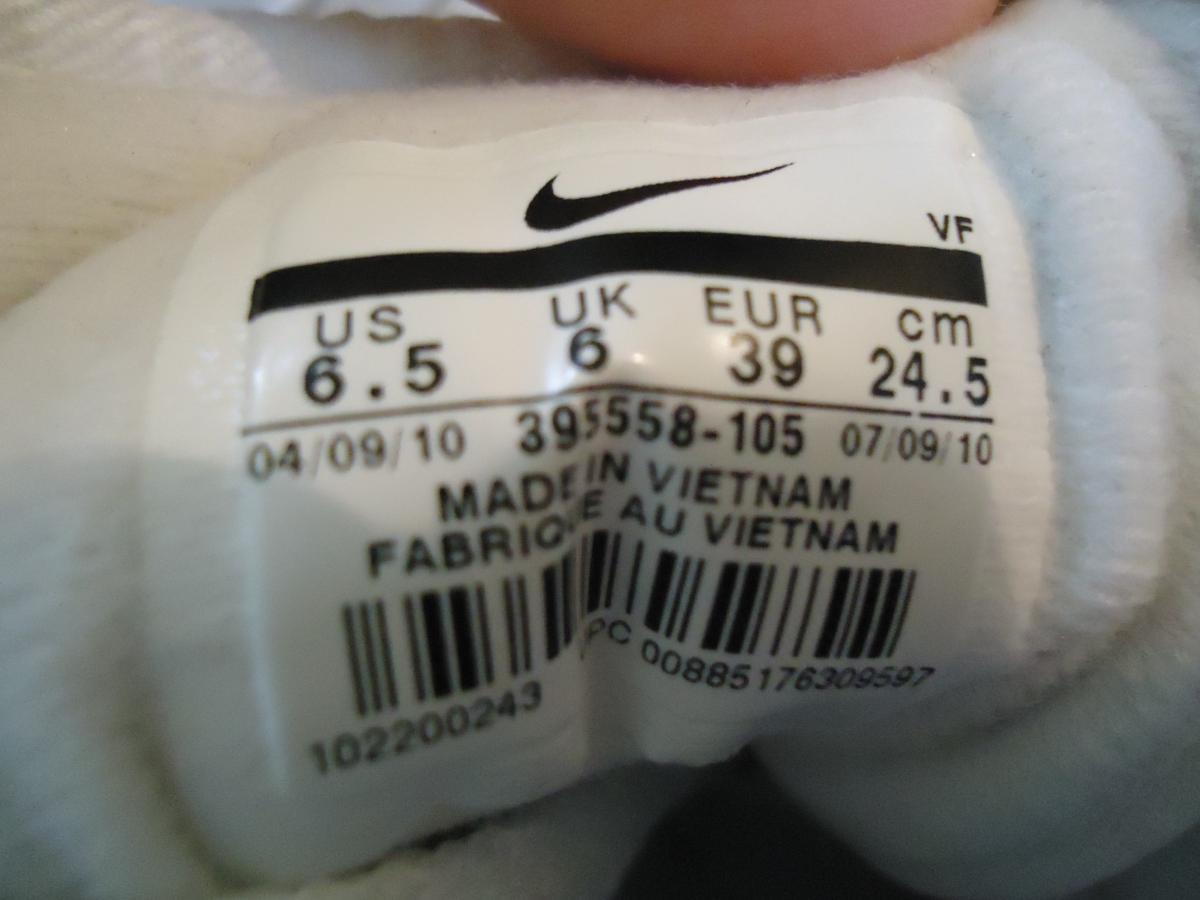 VF
US UK EUR cm
6.5 6 39 24.5
04/09/10 395558-105 07/09/10
MADE IN VIETNAM
FABRIQUE AU VIETNAM
UPC 00885176309597
102200243